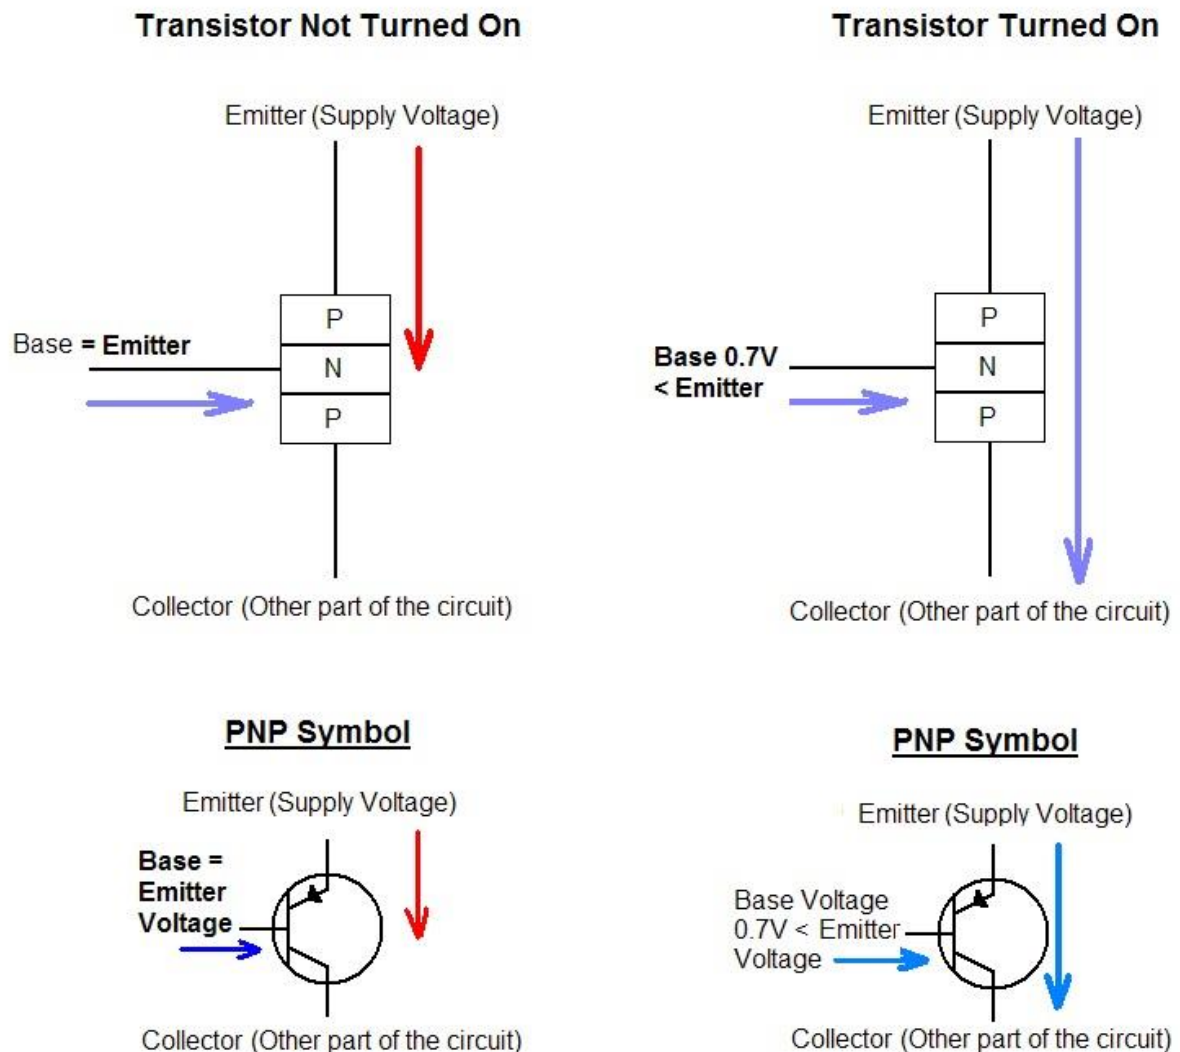 Transistor Not Turned On
Transistor Turned On
Emitter (Supply Voltage)
Emitter (Supply Voltage)
P
Base = Emitter
N
P
P
Base 0.7V
< Emitter
N
P
Collector (Other part of the circuit)
Collector (Other part of the circuit)
PNP Symbol
PNP Symbol
Emitter (Supply Voltage)
Emitter (Supply Voltage)
Base =
Emitter
Voltage
Base Voltage
0.7V < Emitter
Voltage
Collector (Other part of the circuit)
Collector (Other part of the circuit)